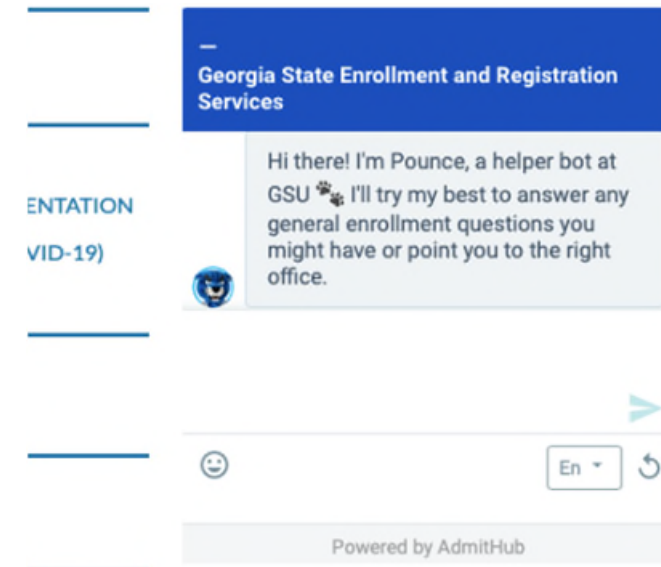 Georgia State Enrollment and Registration
Services
Hi there! I'm Pounce, a helper bot at
GSU 🐾 I'll try my best to answer any
general enrollment questions you
might have or point you to the right
office.
ENTATION
VID-19)
En
Powered by AdmitHub